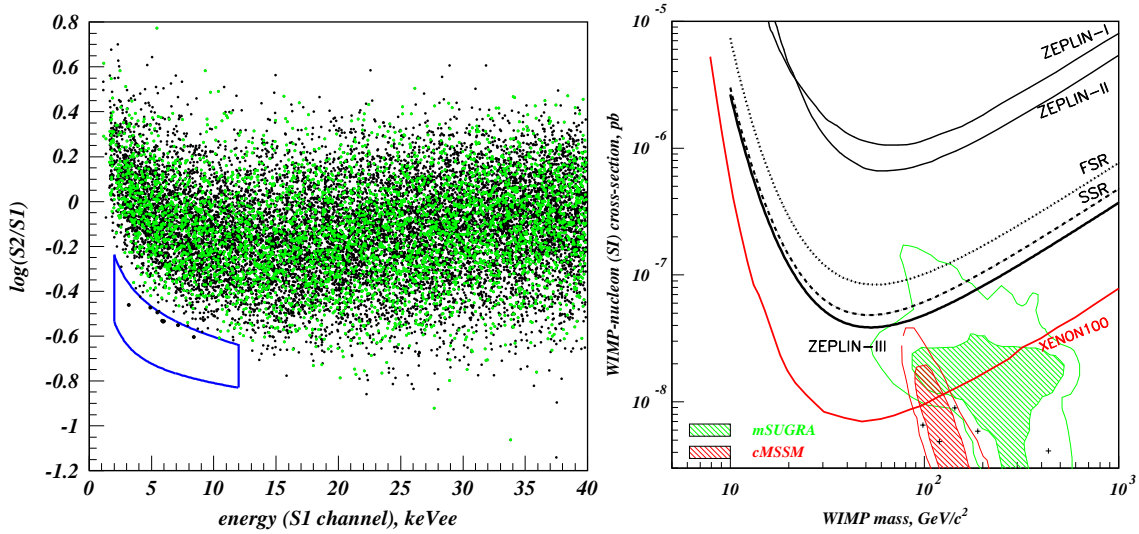 log(S2/S1)
0.8
0.6
0.4
0.2
0
-0.2
-0.4
-0.6
-0.8
-1
-1.2
0 5 10 15 20 25 30 35 40
energy (S1 channel), keVee
WIMP-nucleon (SI) cross-section, pb
10^-5
10^-6
10^-7
10^-8
ZEPLIN-I
ZEPLIN-II
FSR
SSR
ZEPLIN-III
XENON100
mSUGRA
cMSSM
10 10^2 10^3
WIMP mass, GeV/c^2